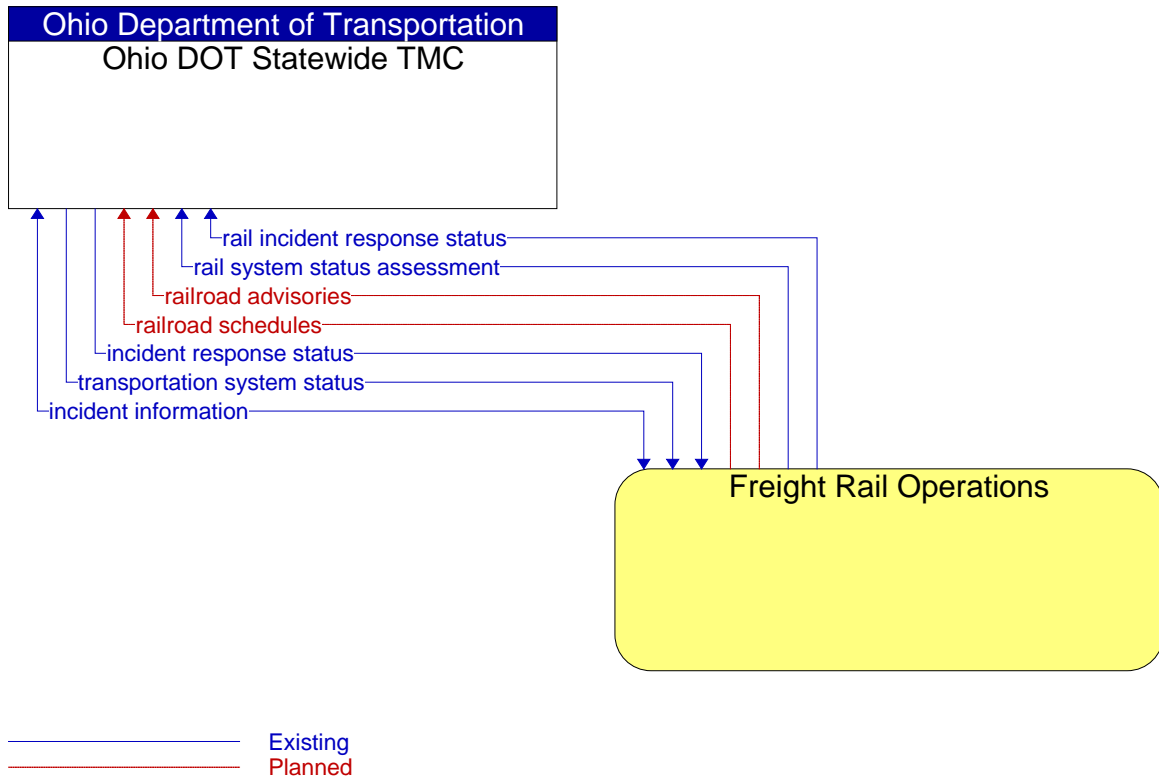 Ohio Department of Transportation
Ohio DOT Statewide TMC
rail incident response status
rail system status assessment
railroad advisories
railroad schedules
incident response status
transportation system status
incident information
Freight Rail Operations
Existing
Planned